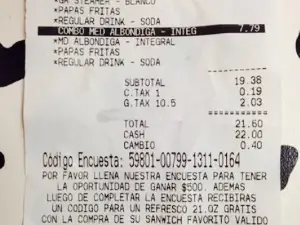 *GR STEAMER - BLANCO
*PAPAS FRITAS
*REGULAR DRINK - SODA
COMBO MED ALBONDIGA - INTEG 7.79
*MD ALBONDIGA - INTEGRAL
*PAPAS FRITAS
*REGULAR DRINK - SODA
SUBTOTAL 19.38
C.TAX 1 0.19
G.TAX 10.5 2.03
TOTAL 21.60
CASH 22.00
CAMBIO 0.40
Código Encuesta: 59801-00799-1311-0164
POR FAVOR LLENA NUESTRA ENCUESTA PARA TENER
LA OPORTUNIDAD DE GANAR $500. ADEMAS
LUEGO DE COMPLETAR LA ENCUESTA RECIBIRAS
UN CODIGO PARA UN REFRESCO 21.OZ GRATIS
CON LA COMPRA DE SU SANWICH FAVORITO VALIDO